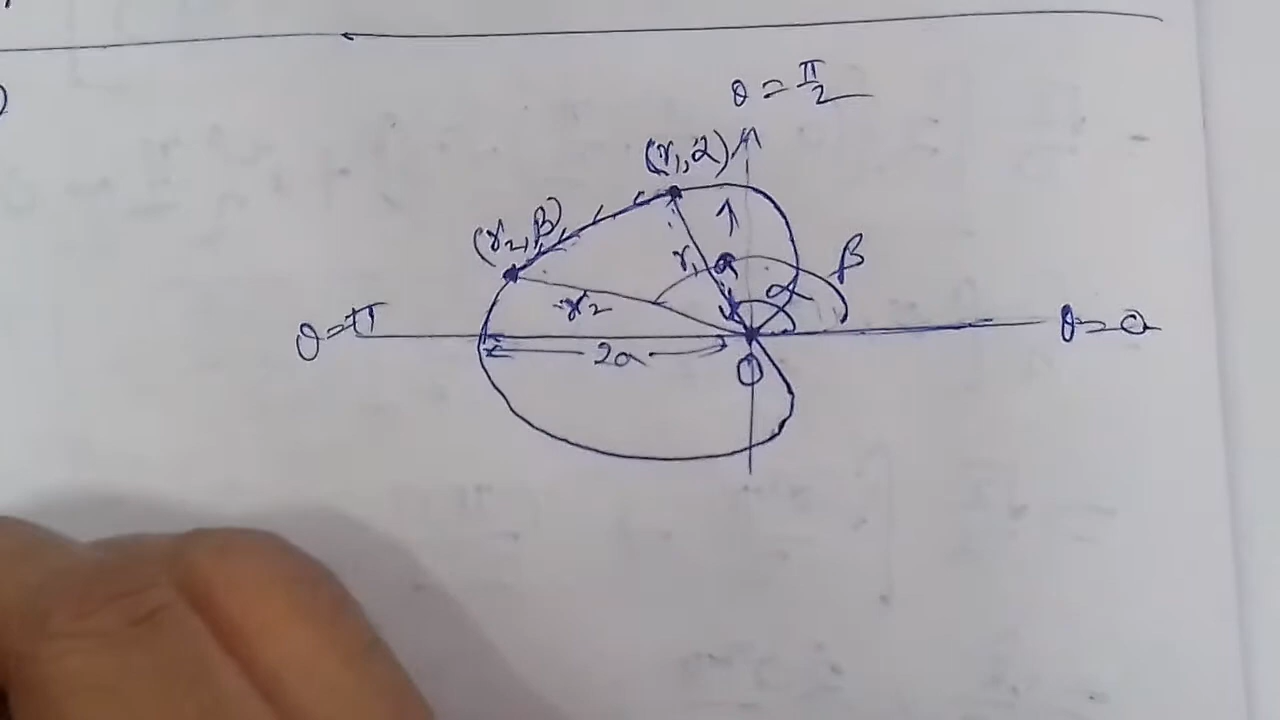 θ = π/2
(r₁, α)
(r₂, β)
β
r₁
a
α
r₂
θ = π
θ = 0
2a
O